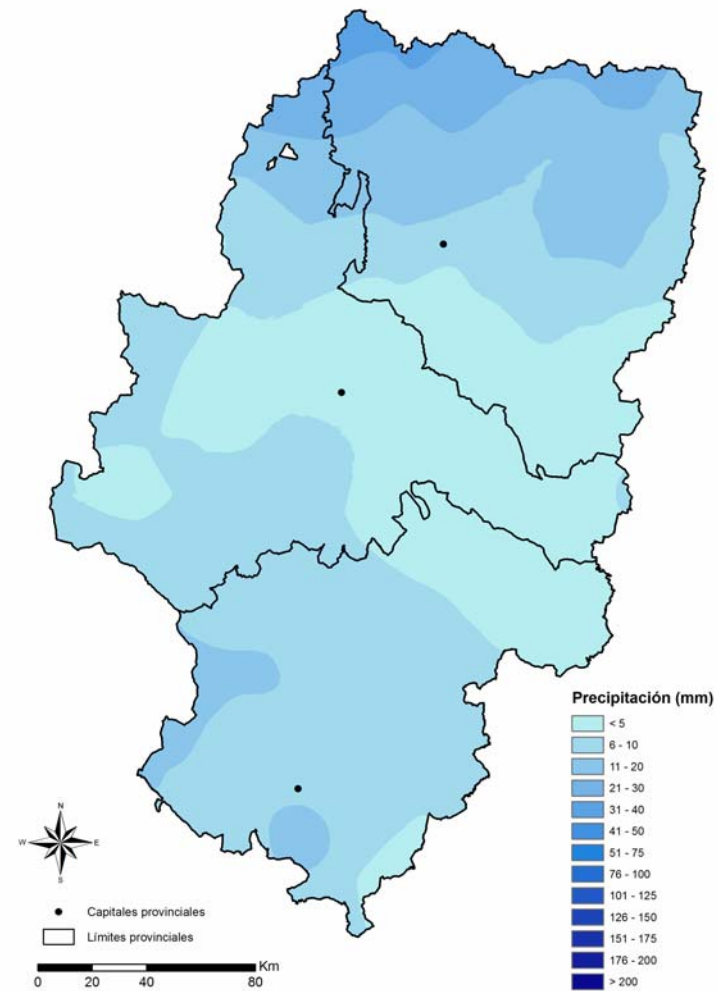 Precipitación (mm)
< 5
6 - 10
11 - 20
21 - 30
31 - 40
41 - 50
51 - 75
76 - 100
101 - 125
126 - 150
151 - 175
176 - 200
> 200
N
W E
S
Capitales provinciales
Límites provinciales
Km
0 20 40 80